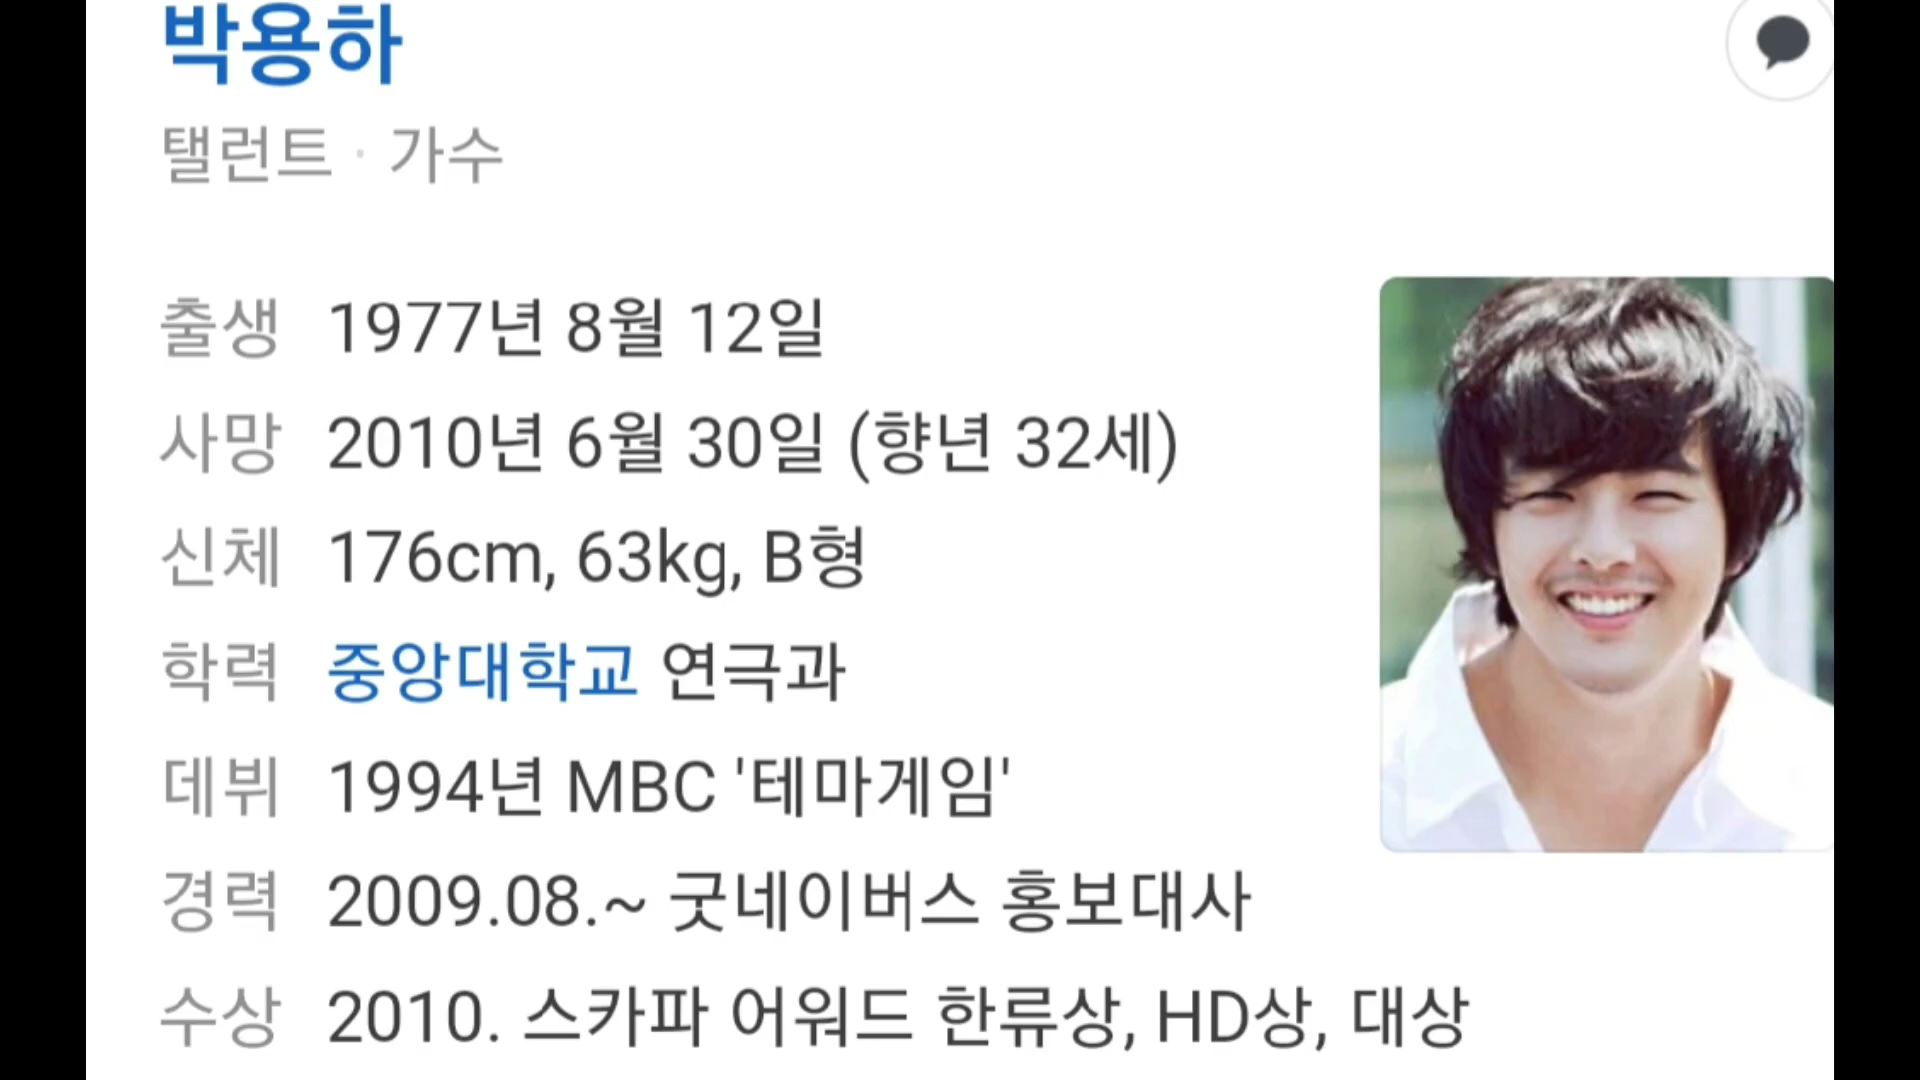 박용하
탤런트 · 가수
출생 1977년 8월 12일
사망 2010년 6월 30일 (향년 32세)
신체 176cm, 63kg, B형
학력 중앙대학교 연극과
데뷔 1994년 MBC '테마게임'
경력 2009.08.~ 굿네이버스 홍보대사
수상 2010. 스카파 어워드 한류상, HD상, 대상